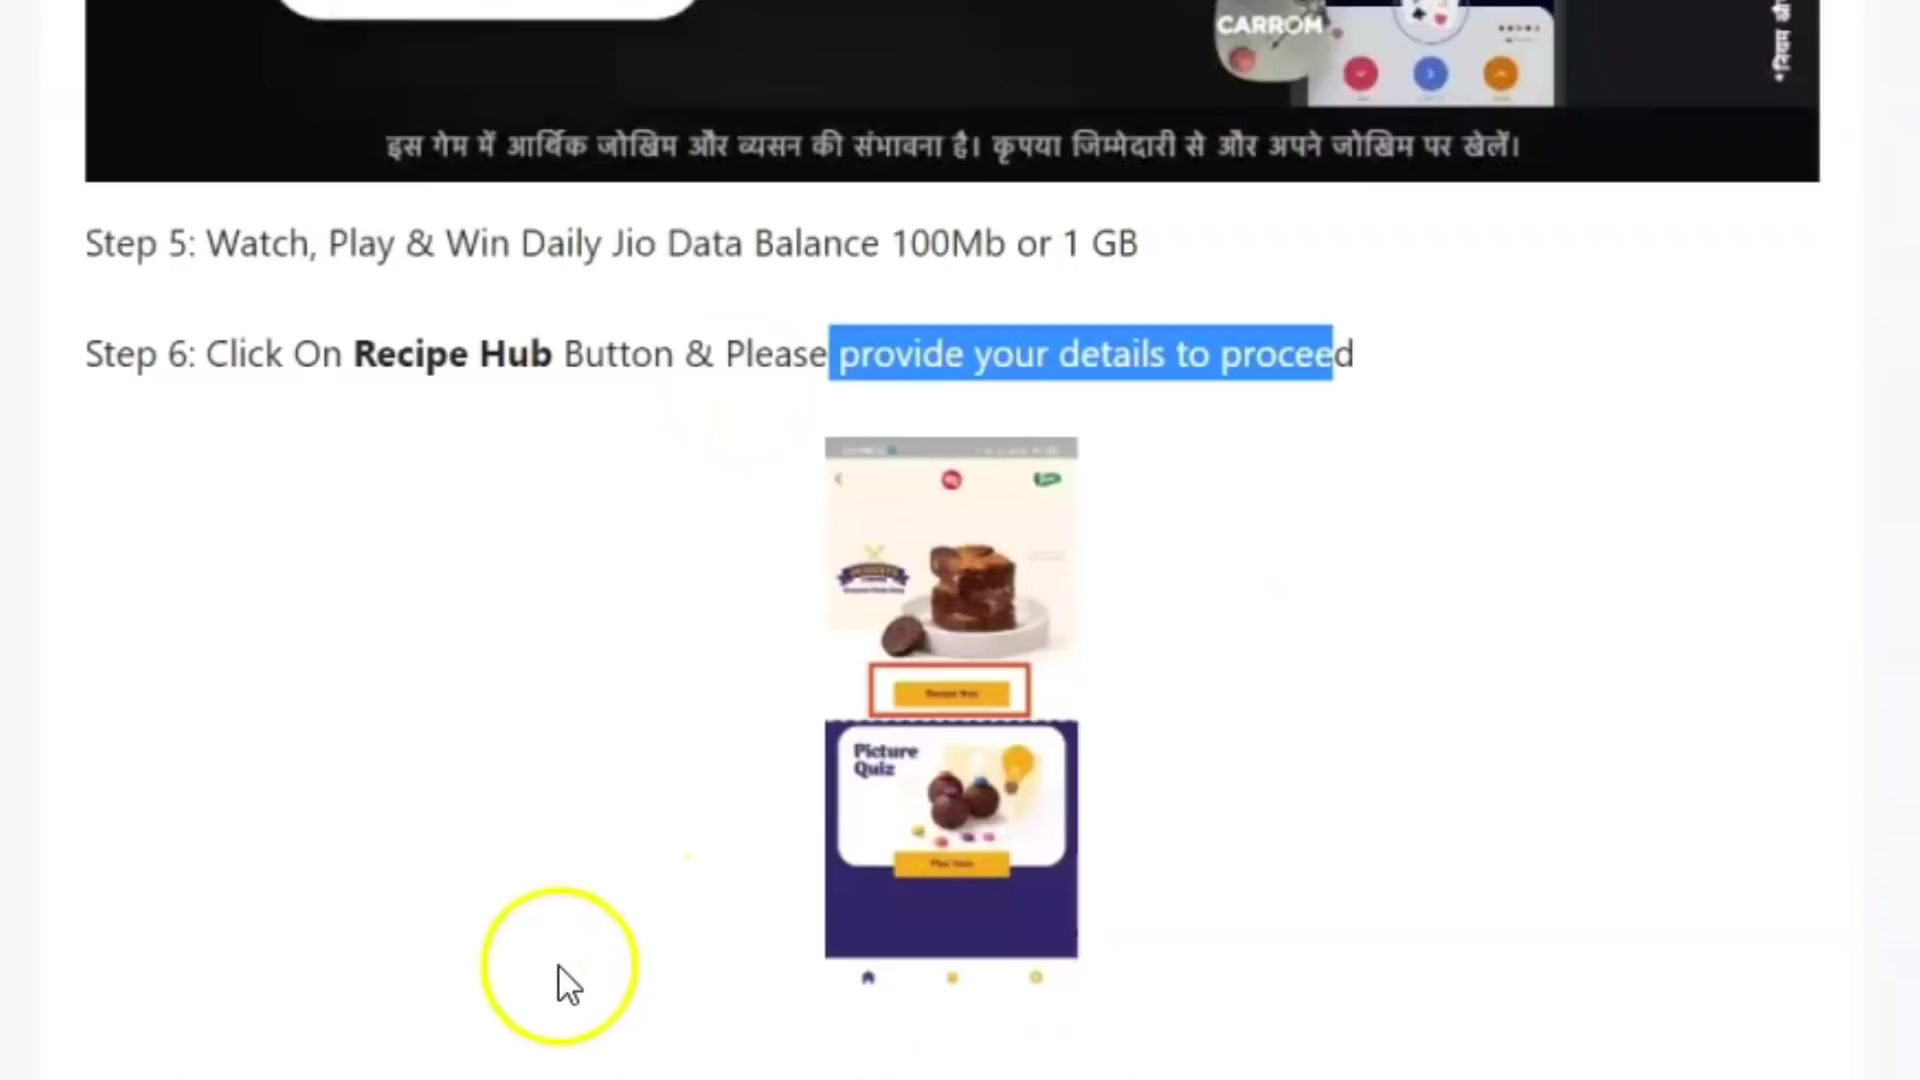 CARROM
इस गेम में आर्थिक जोखिम और व्यसन की संभावना है। कृपया जिम्मेदारी से और अपने जोखिम पर खेलें।
Step 5: Watch, Play & Win Daily Jio Data Balance 100Mb or 1 GB
Step 6: Click On Recipe Hub Button & Please provide your details to proceed
Recipe Hub
Picture
Quiz